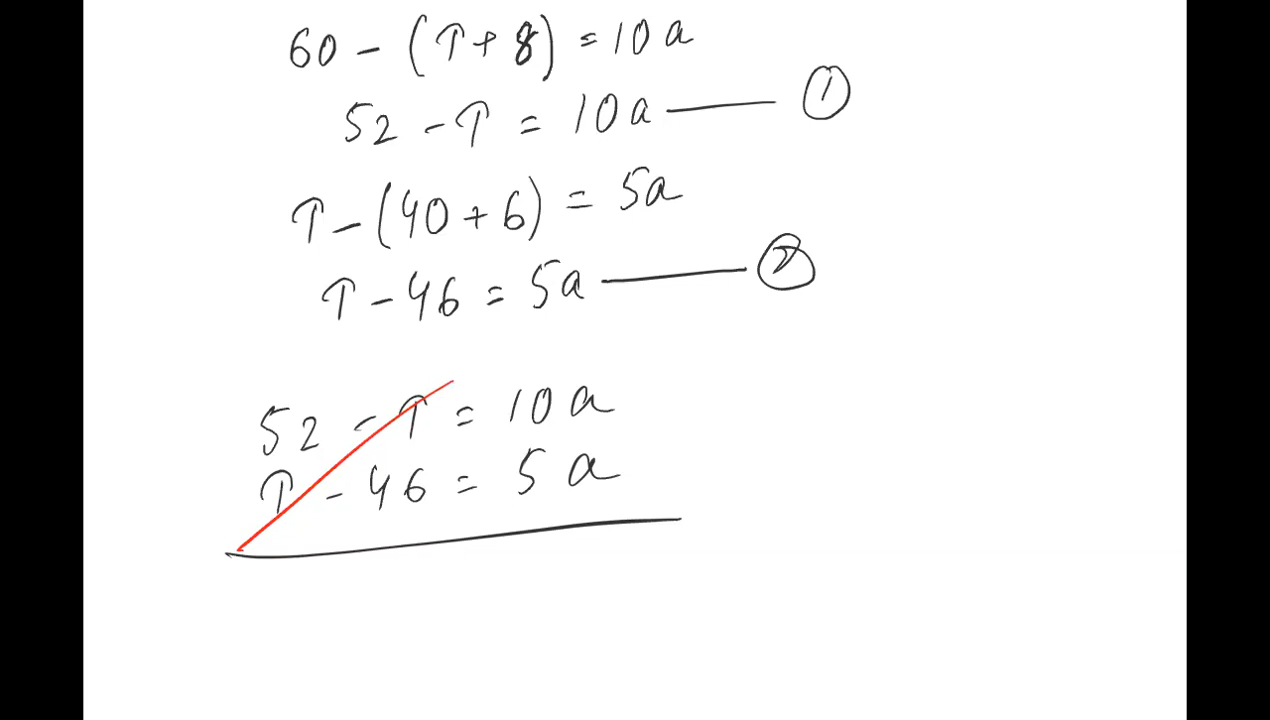 60 - (T + 8) = 10a
52 - T = 10a —— ①
T - (40 + 6) = 5a
T - 46 = 5a —— ②
52 - T = 10a
T - 46 = 5a